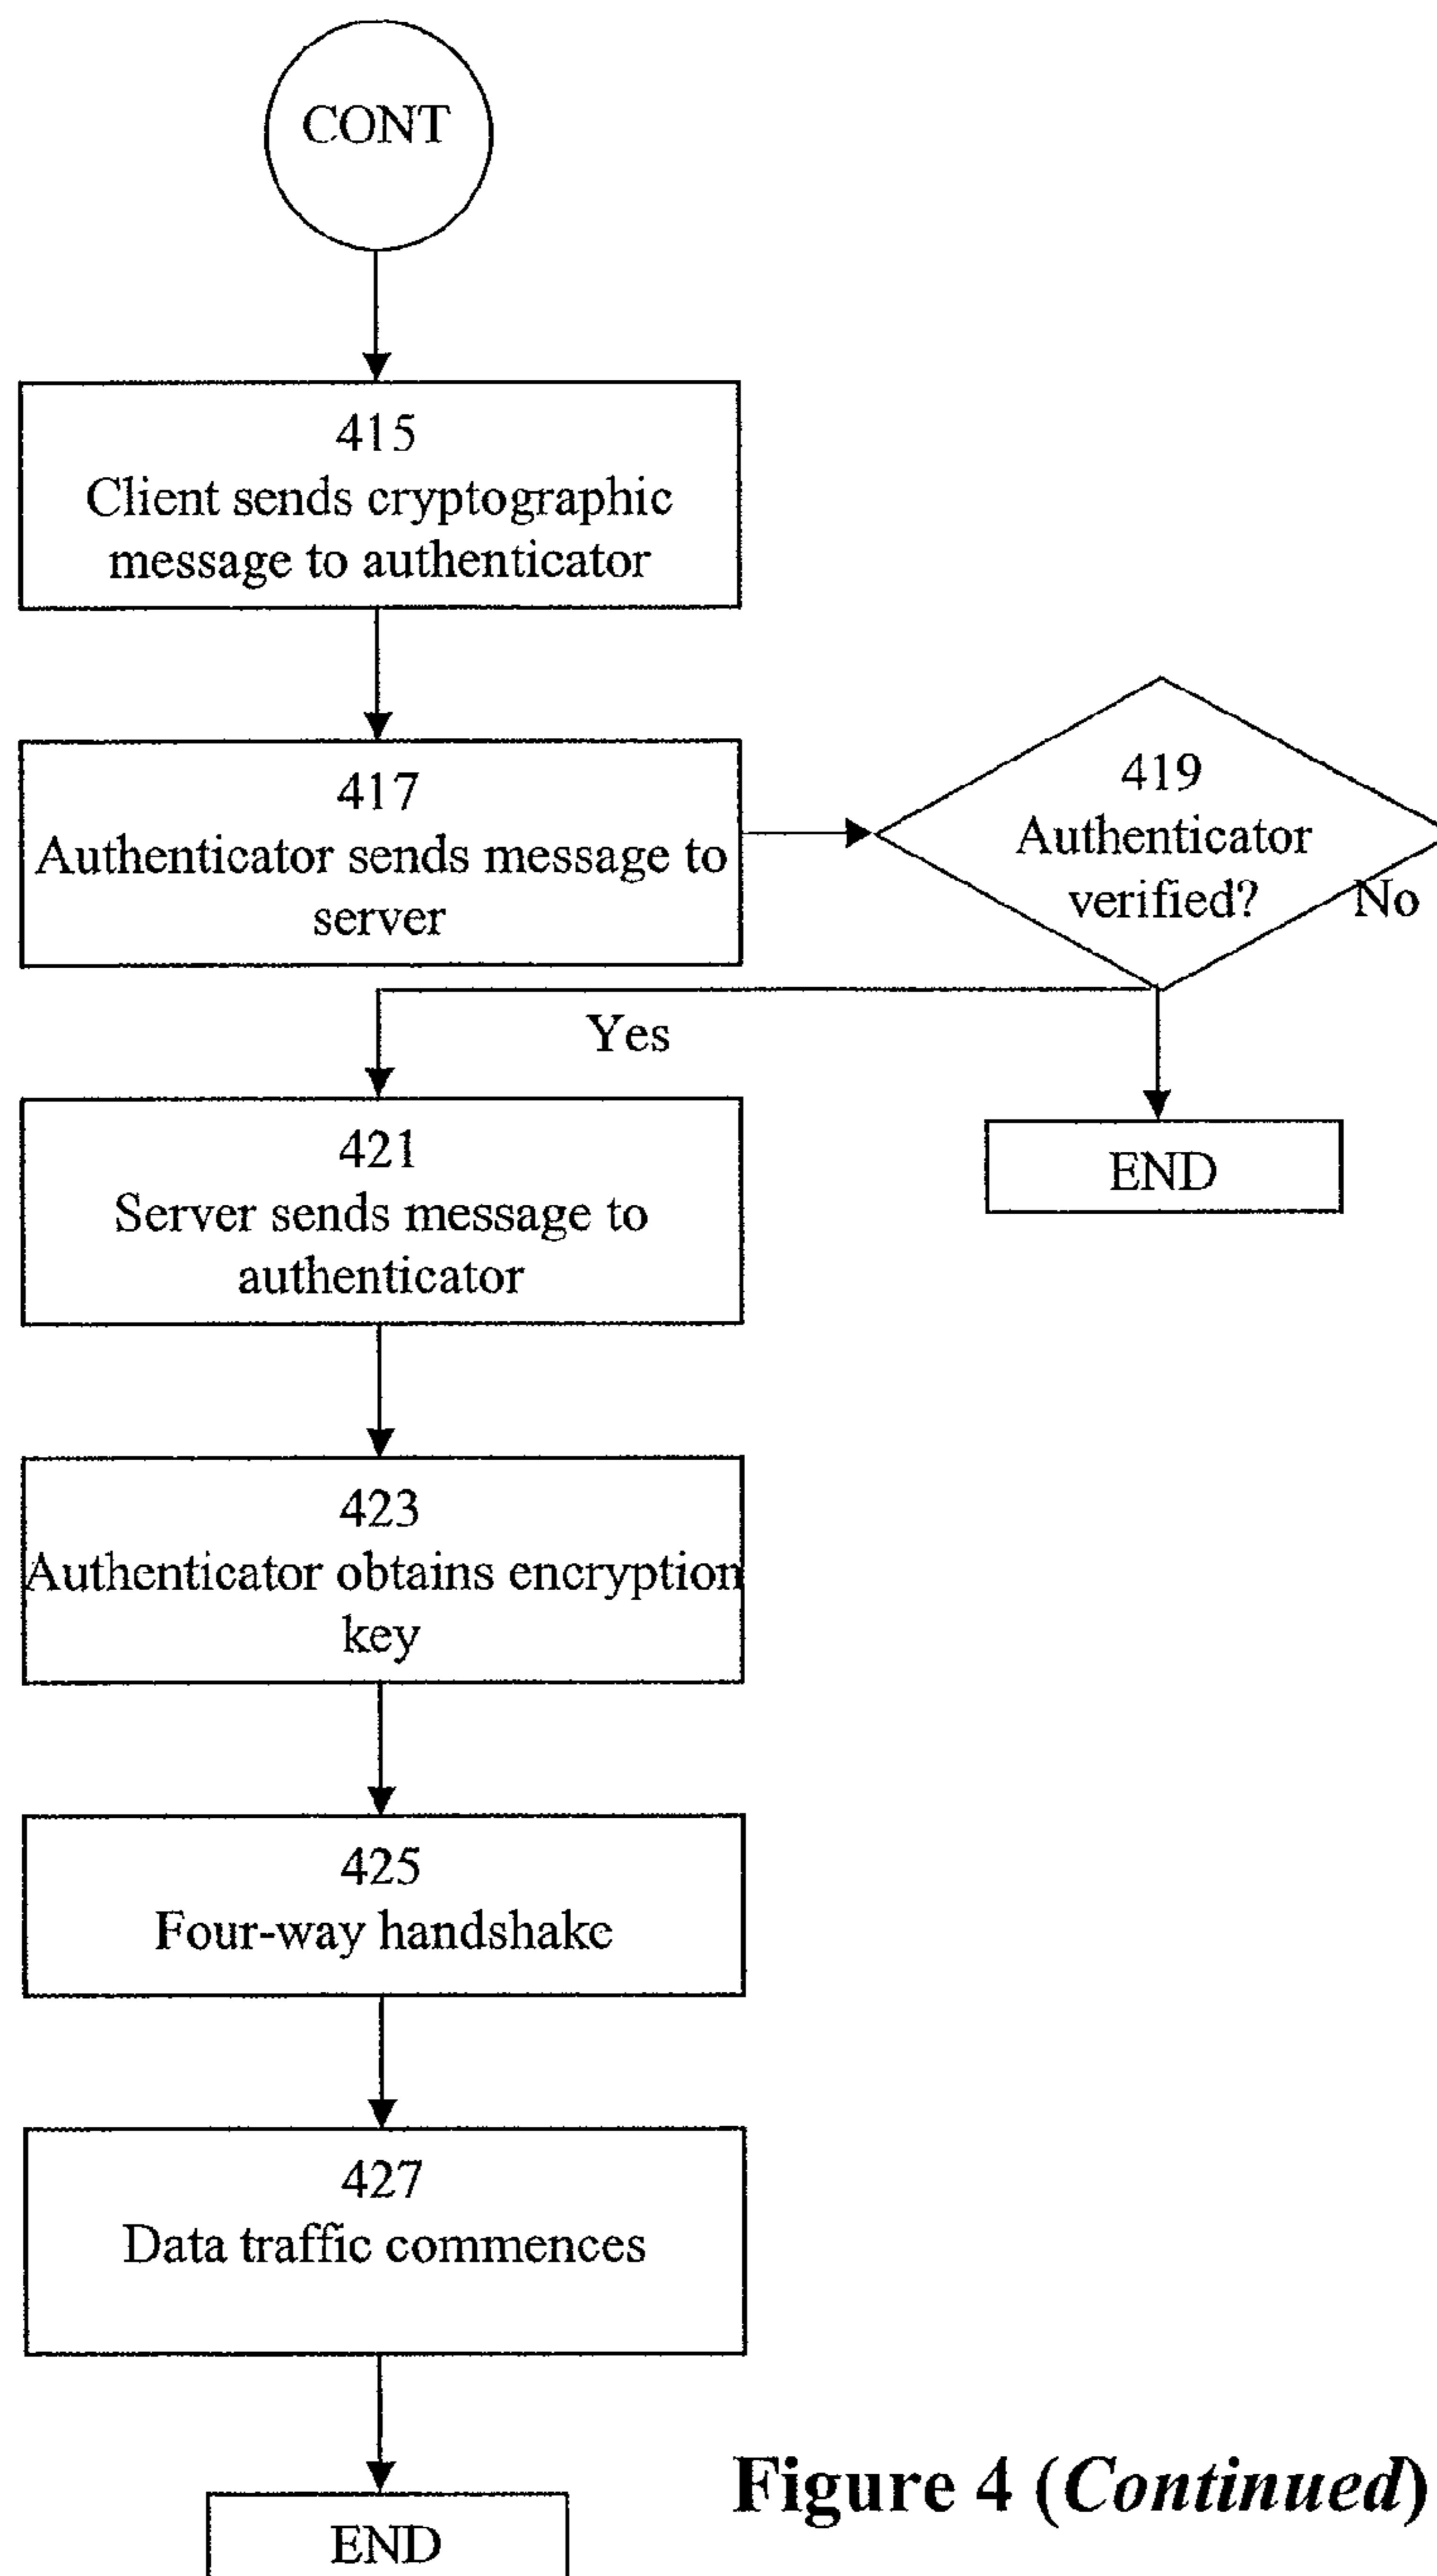 CONT
415
Client sends cryptographic
message to authenticator
417
Authenticator sends message to
server
419
Authenticator
verified?
No
Yes
421
Server sends message to
authenticator
END
423
Authenticator obtains encryption
key
425
Four-way handshake
427
Data traffic commences
END
Figure 4 (Continued)